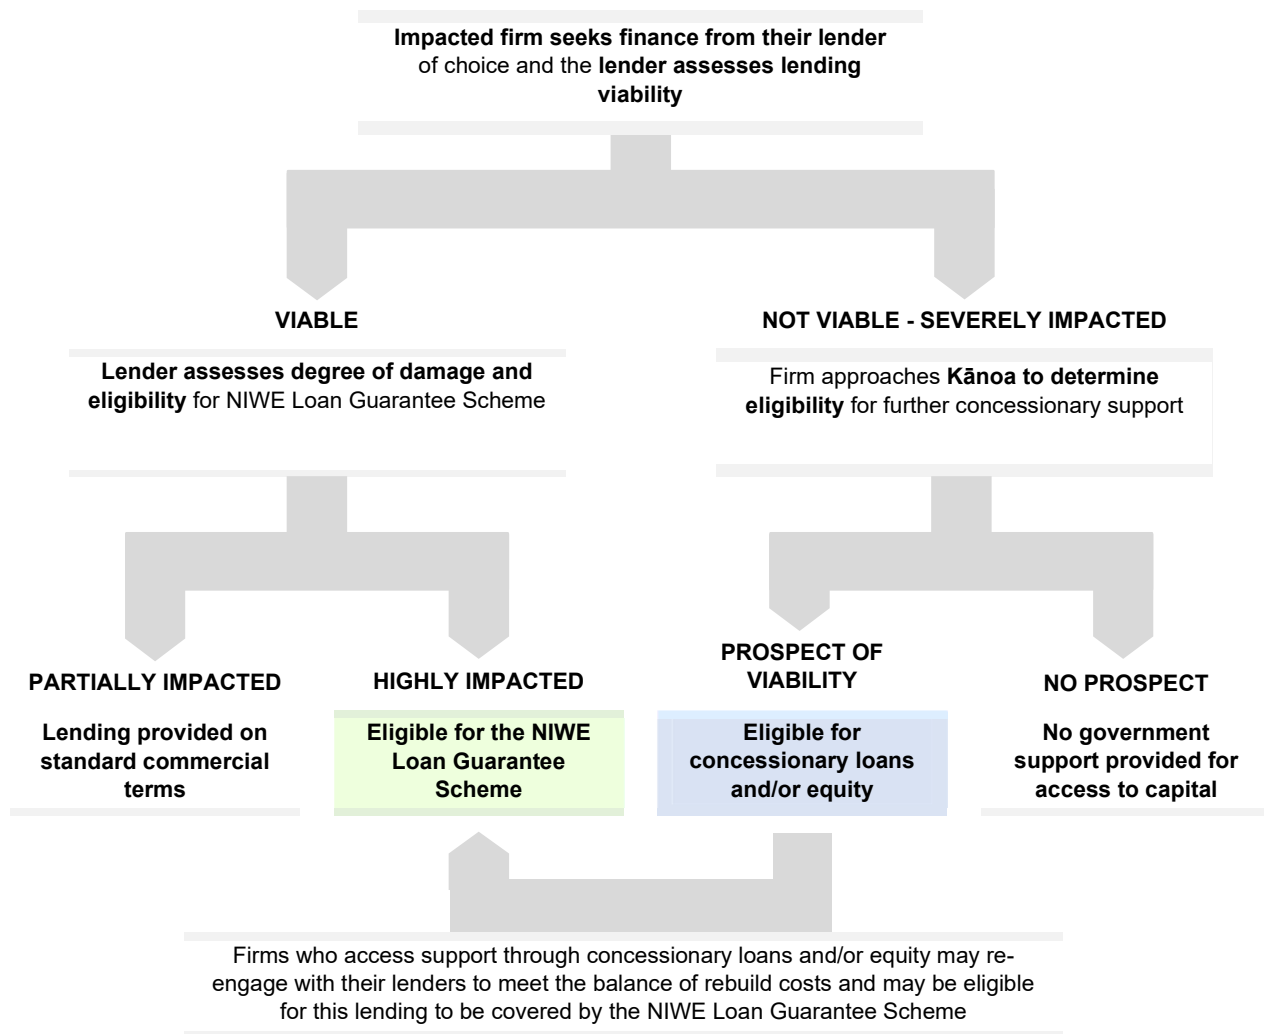 Impacted firm seeks finance from their lender
of choice and the lender assesses lending
viability
VIABLE
Lender assesses degree of damage and
eligibility for NIWE Loan Guarantee Scheme
NOT VIABLE - SEVERELY IMPACTED
Firm approaches Kānoa to determine
eligibility for further concessionary support
PARTIALLY IMPACTED
Lending provided on
standard commercial
terms
HIGHLY IMPACTED
Eligible for the NIWE
Loan Guarantee
Scheme
PROSPECT OF
VIABILITY
Eligible for
concessionary loans
and/or equity
NO PROSPECT
No government
support provided for
access to capital
Firms who access support through concessionary loans and/or equity may re-
engage with their lenders to meet the balance of rebuild costs and may be eligible
for this lending to be covered by the NIWE Loan Guarantee Scheme